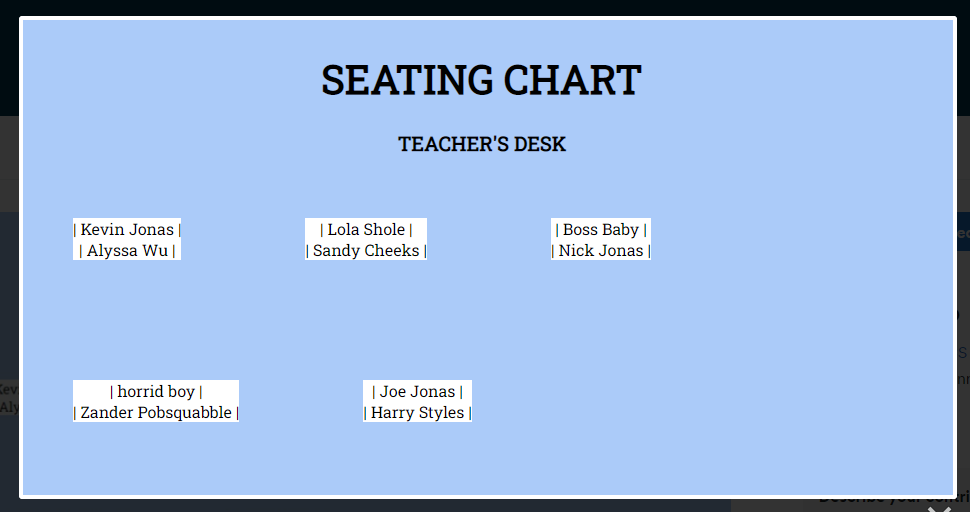 SEATING CHART
TEACHER'S DESK
| Kevin Jonas |
| Alyssa Wu |
| Lola Shole |
| Sandy Cheeks |
| Boss Baby |
| Nick Jonas |
| horrid boy |
| Zander Pobsquabble |
| Joe Jonas |
| Harry Styles |